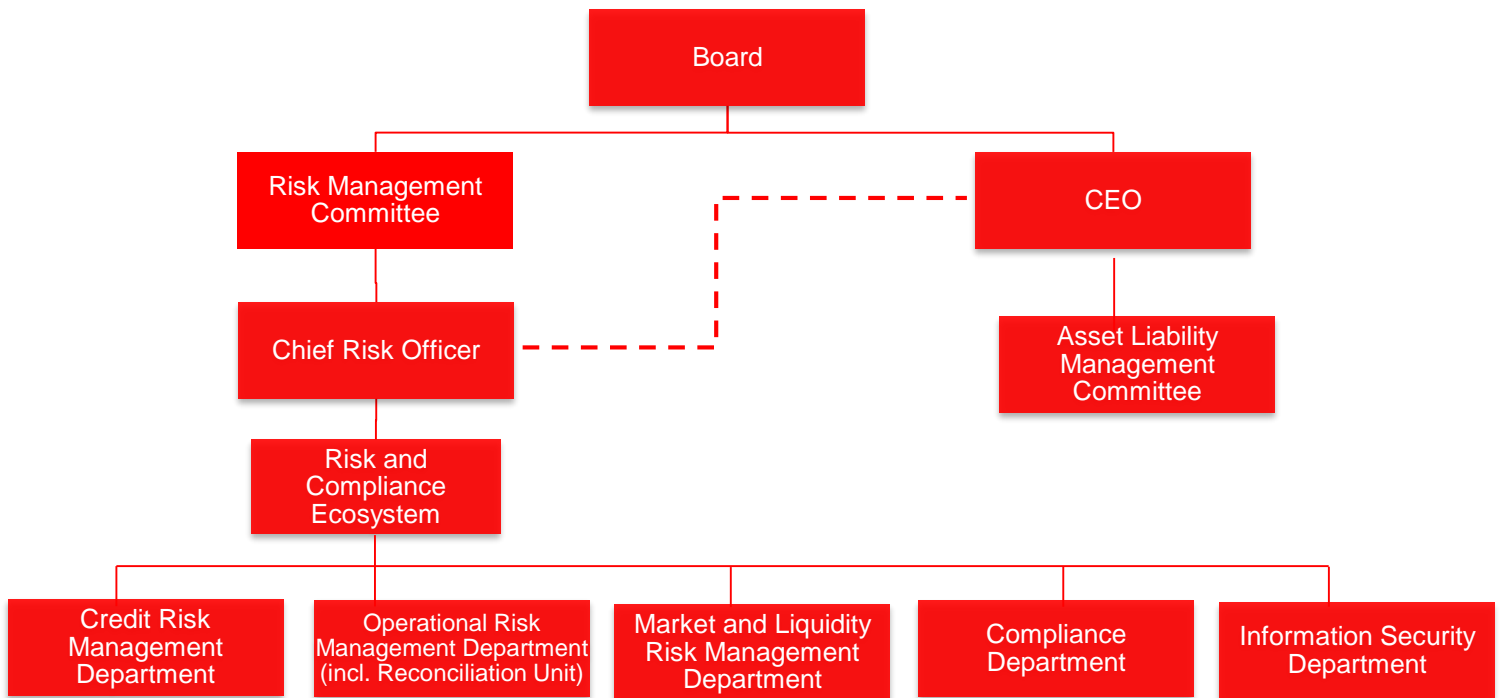 Board
Risk Management
Committee
CEO
Chief Risk Officer
Asset Liability
Management
Committee
Risk and
Compliance
Ecosystem
Credit Risk
Management
Department
Operational Risk
Management Department
(incl. Reconciliation Unit)
Market and Liquidity
Risk Management
Department
Compliance
Department
Information Security
Department